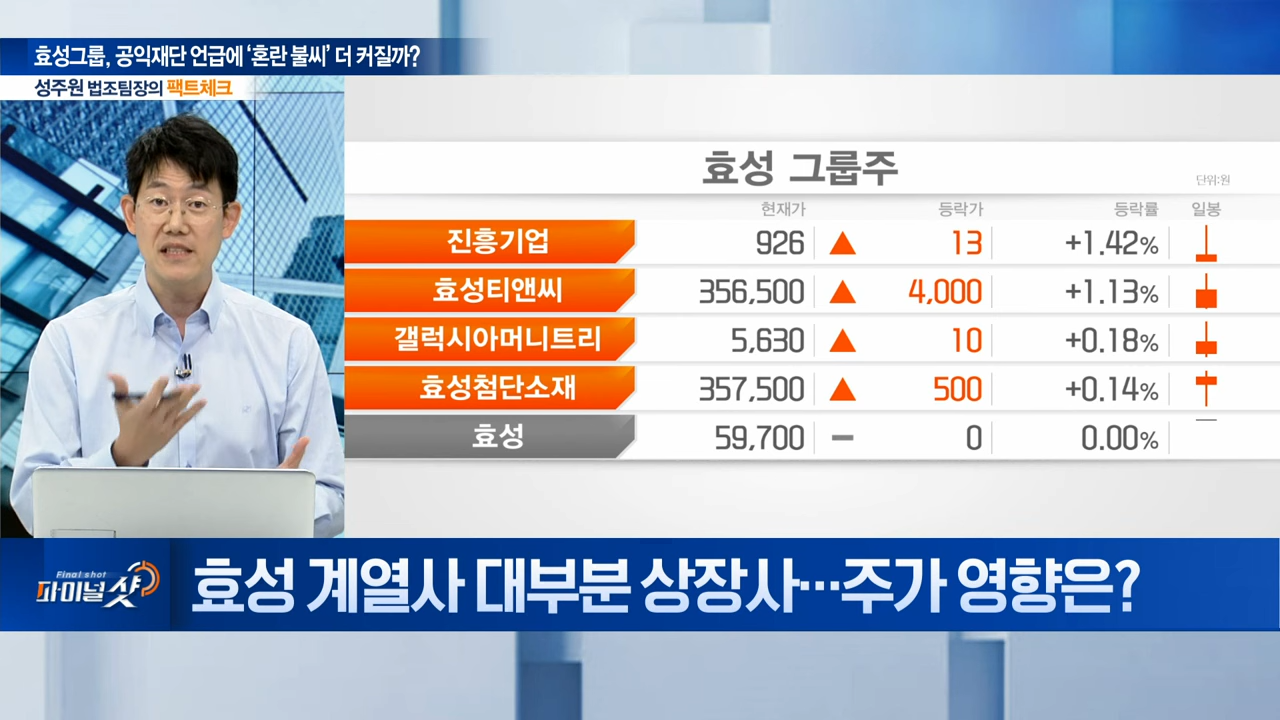 효성그룹, 공익재단 언급에 ‘혼란 불씨’ 더 커질까?
성주원 법조팀장의 팩트체크
효성 그룹주
단위:원
현재가 등락가 등락률 일봉
진흥기업 926 ▲ 13 +1.42%
효성티앤씨 356,500 ▲ 4,000 +1.13%
갤럭시아머니트리 5,630 ▲ 10 +0.18%
효성첨단소재 357,500 ▲ 500 +0.14%
효성 59,700 - 0 0.00%
Final shot
파이널샷
효성 계열사 대부분 상장사…주가 영향은?